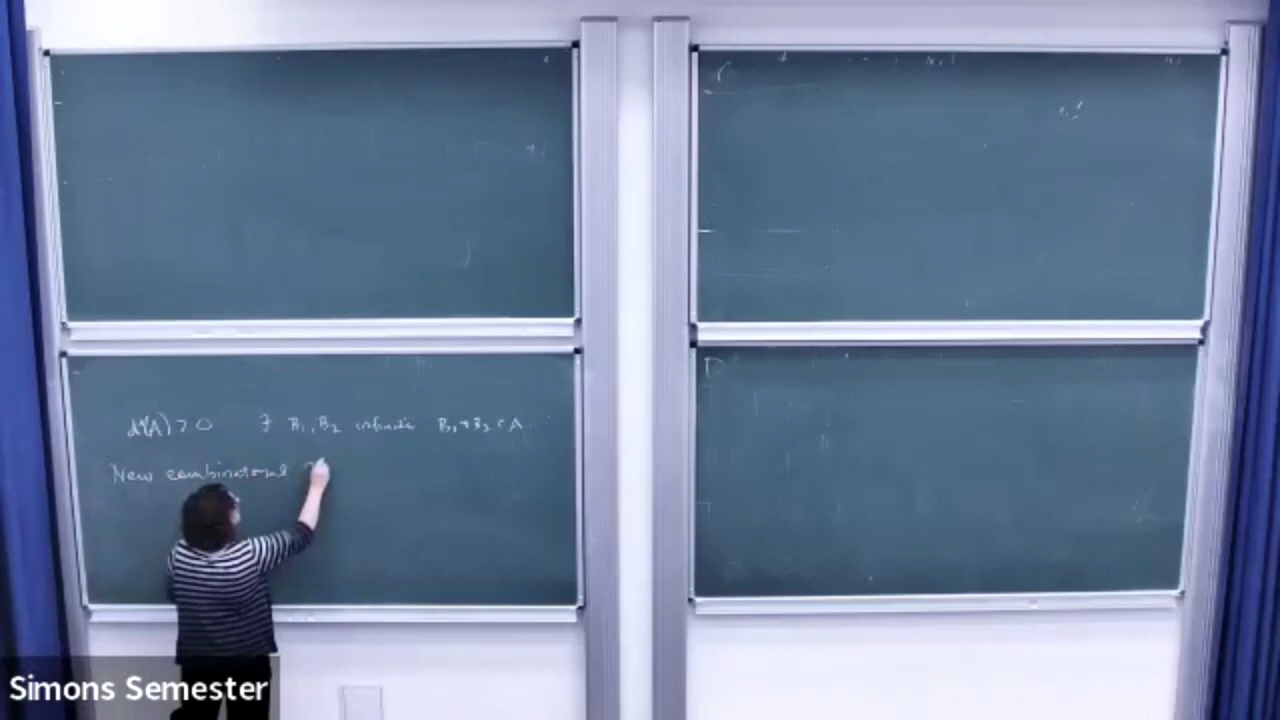 d*(A) > 0 ∃ B₁, B₂ infinite B₁+B₂ ⊂ A
New combinatorial
D
Simons Semester